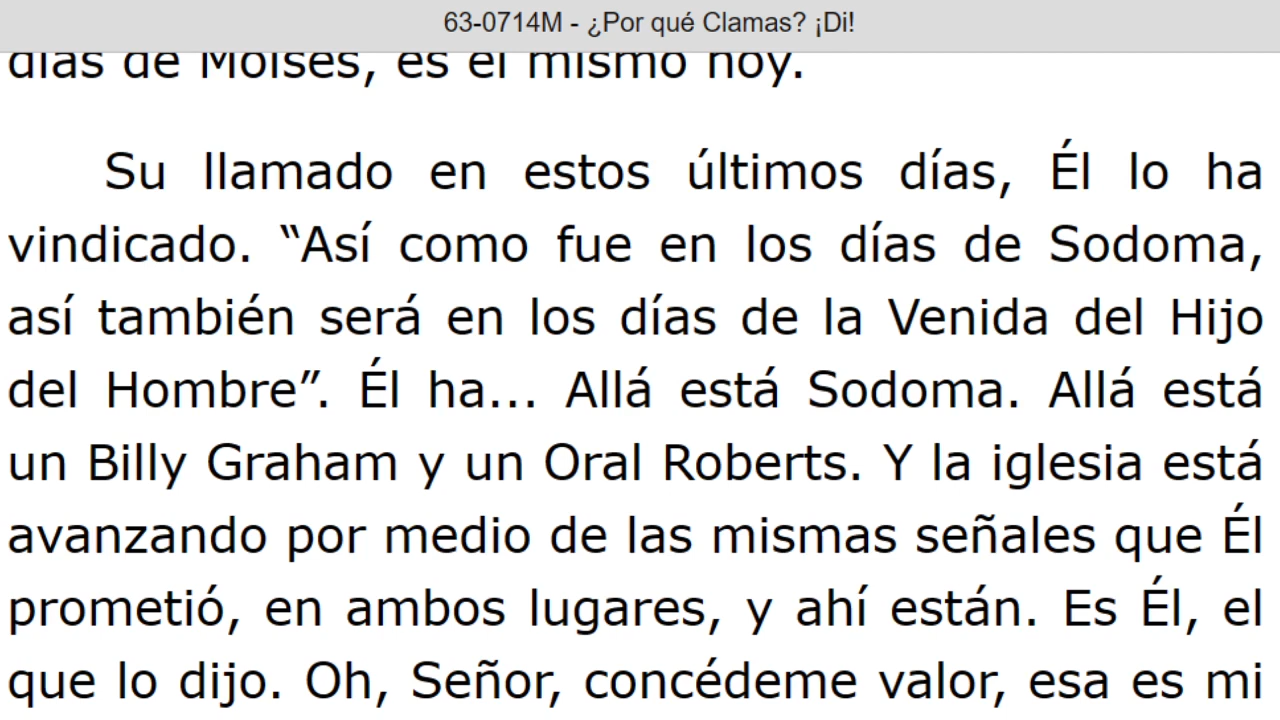 63-0714M - ¿Por qué Clamas? ¡Di!
días de Moisés, es el mismo hoy.
Su llamado en estos últimos días, Él lo ha
vindicado. “Así como fue en los días de Sodoma,
así también será en los días de la Venida del Hijo
del Hombre”. Él ha... Allá está Sodoma. Allá está
un Billy Graham y un Oral Roberts. Y la iglesia está
avanzando por medio de las mismas señales que Él
prometió, en ambos lugares, y ahí están. Es Él, el
que lo dijo. Oh, Señor, concédeme valor, esa es mi